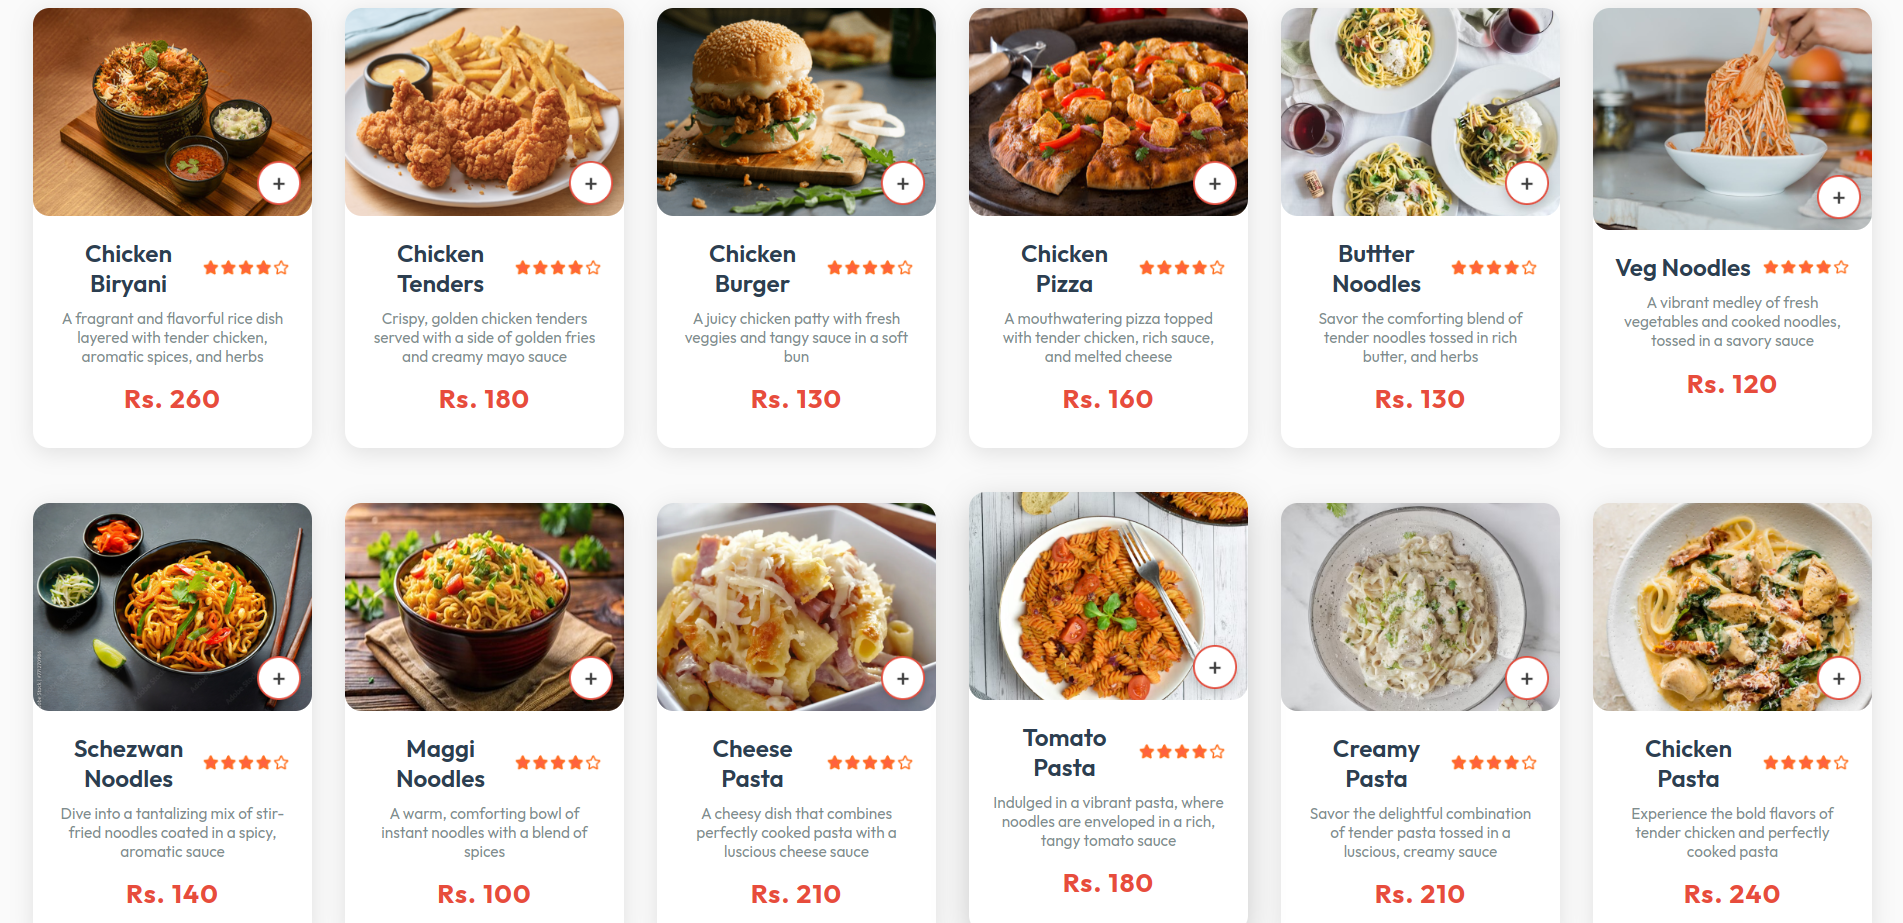 Chicken
Biryani
A fragrant and flavorful rice dish
layered with tender chicken,
aromatic spices, and herbs
Rs. 260
Chicken
Tenders
Crispy, golden chicken tenders
served with a side of golden fries
and creamy mayo sauce
Rs. 180
Chicken
Burger
A juicy chicken patty with fresh
veggies and tangy sauce in a soft
bun
Rs. 130
Chicken
Pizza
A mouthwatering pizza topped
with tender chicken, rich sauce,
and melted cheese
Rs. 160
Buttter
Noodles
Savor the comforting blend of
tender noodles tossed in rich
butter, and herbs
Rs. 130
Veg Noodles
A vibrant medley of fresh
vegetables and cooked noodles,
tossed in a savory sauce
Rs. 120
Schezwan
Noodles
Dive into a tantalizing mix of stir-
fried noodles coated in a spicy,
aromatic sauce
Rs. 140
Maggi
Noodles
A warm, comforting bowl of
instant noodles with a blend of
spices
Rs. 100
Cheese
Pasta
A cheesy dish that combines
perfectly cooked pasta with a
luscious cheese sauce
Rs. 210
Tomato
Pasta
Indulged in a vibrant pasta, where
noodles are enveloped in a rich,
tangy tomato sauce
Rs. 180
Creamy
Pasta
Savor the delightful combination
of tender pasta tossed in a
luscious, creamy sauce
Rs. 210
Chicken
Pasta
Experience the bold flavors of
tender chicken and perfectly
cooked pasta
Rs. 240